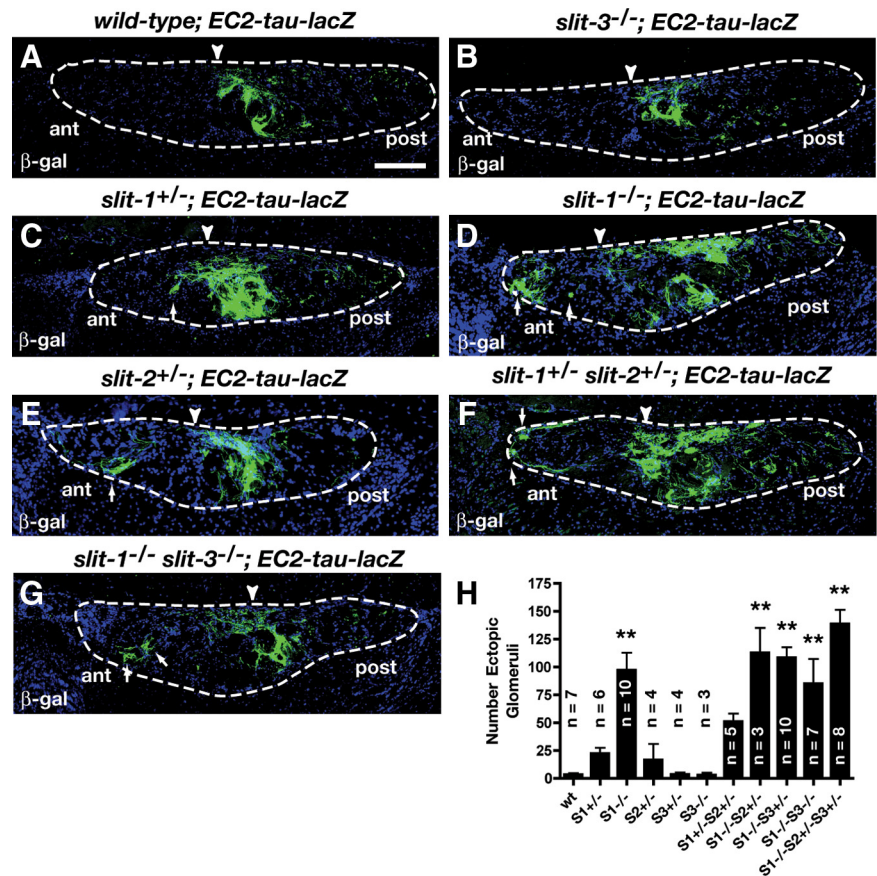 wild-type; EC2-tau-lacZ
slit-3-/-; EC2-tau-lacZ
A
ant
post
β-gal
B
ant
post
β-gal
slit-1+/-; EC2-tau-lacZ
slit-1-/-; EC2-tau-lacZ
C
ant
post
β-gal
D
ant
post
β-gal
slit-2+/-; EC2-tau-lacZ
slit-1+/- slit-2+/-; EC2-tau-lacZ
E
ant
post
β-gal
F
ant
post
β-gal
slit-1-/- slit-3-/-; EC2-tau-lacZ
G
ant
post
β-gal
H
Number Ectopic
Glomeruli
175
150
125
100
75
50
25
0
n = 7
n = 6
n = 10
n = 4
n = 4
n = 3
n = 5
n = 3
n = 10
n = 7
n = 8
**
**
**
**
**
wt
S1+/-
S1-/-
S2+/-
S3+/-
S3-/-
S1+/-S2+/-
S1-/-S2+/-
S1-/-S3+/-
S1-/-S3-/-
S1-/-S2+/-S3+/-